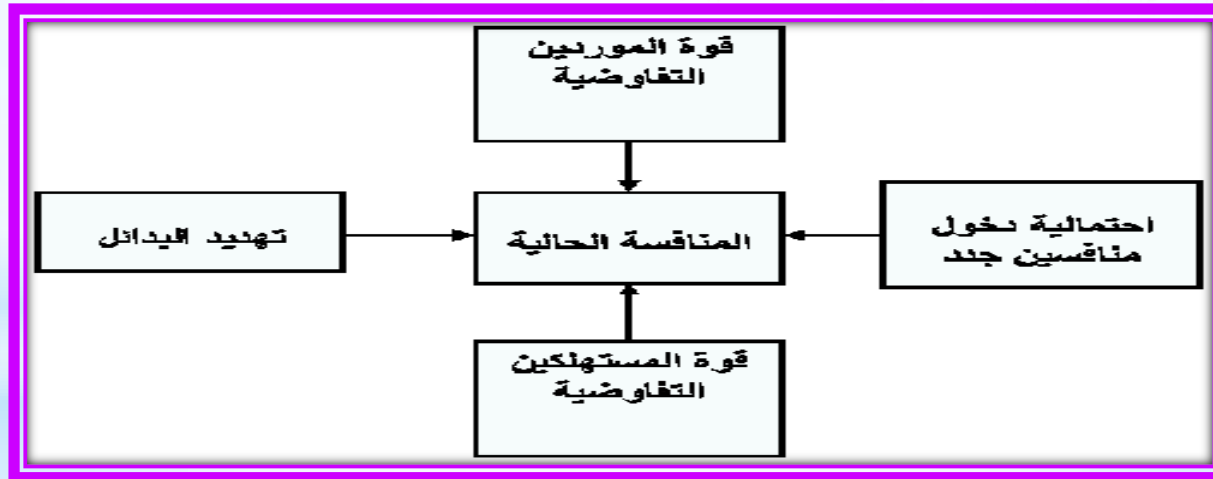 قوة الموردين
التفاوضية
احتمالية دخول
منافسين جدد
المنافسة الحالية
تهديد البدائل
قوة المستهلكين
التفاوضية